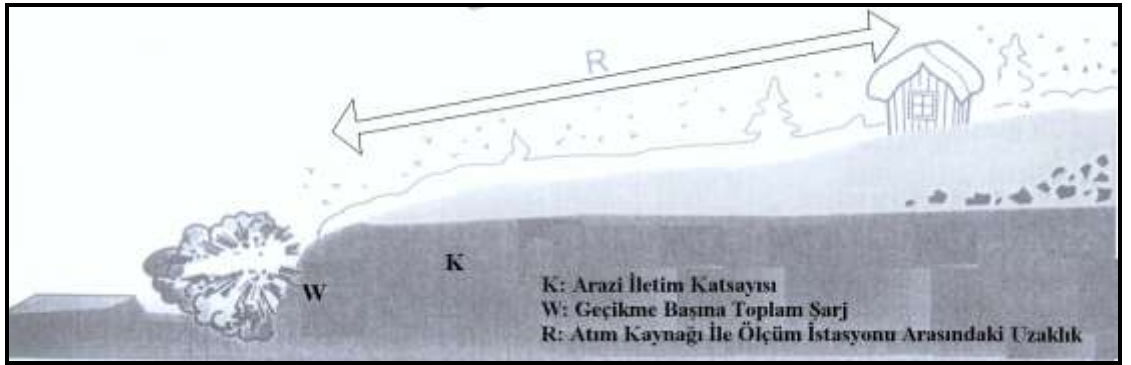 R
K
W
K: Arazi İletim Katsayısı
W: Geçikme Başına Toplam Şarj
R: Atım Kaynağı İle Ölçüm İstasyonu Arasındaki Uzaklık